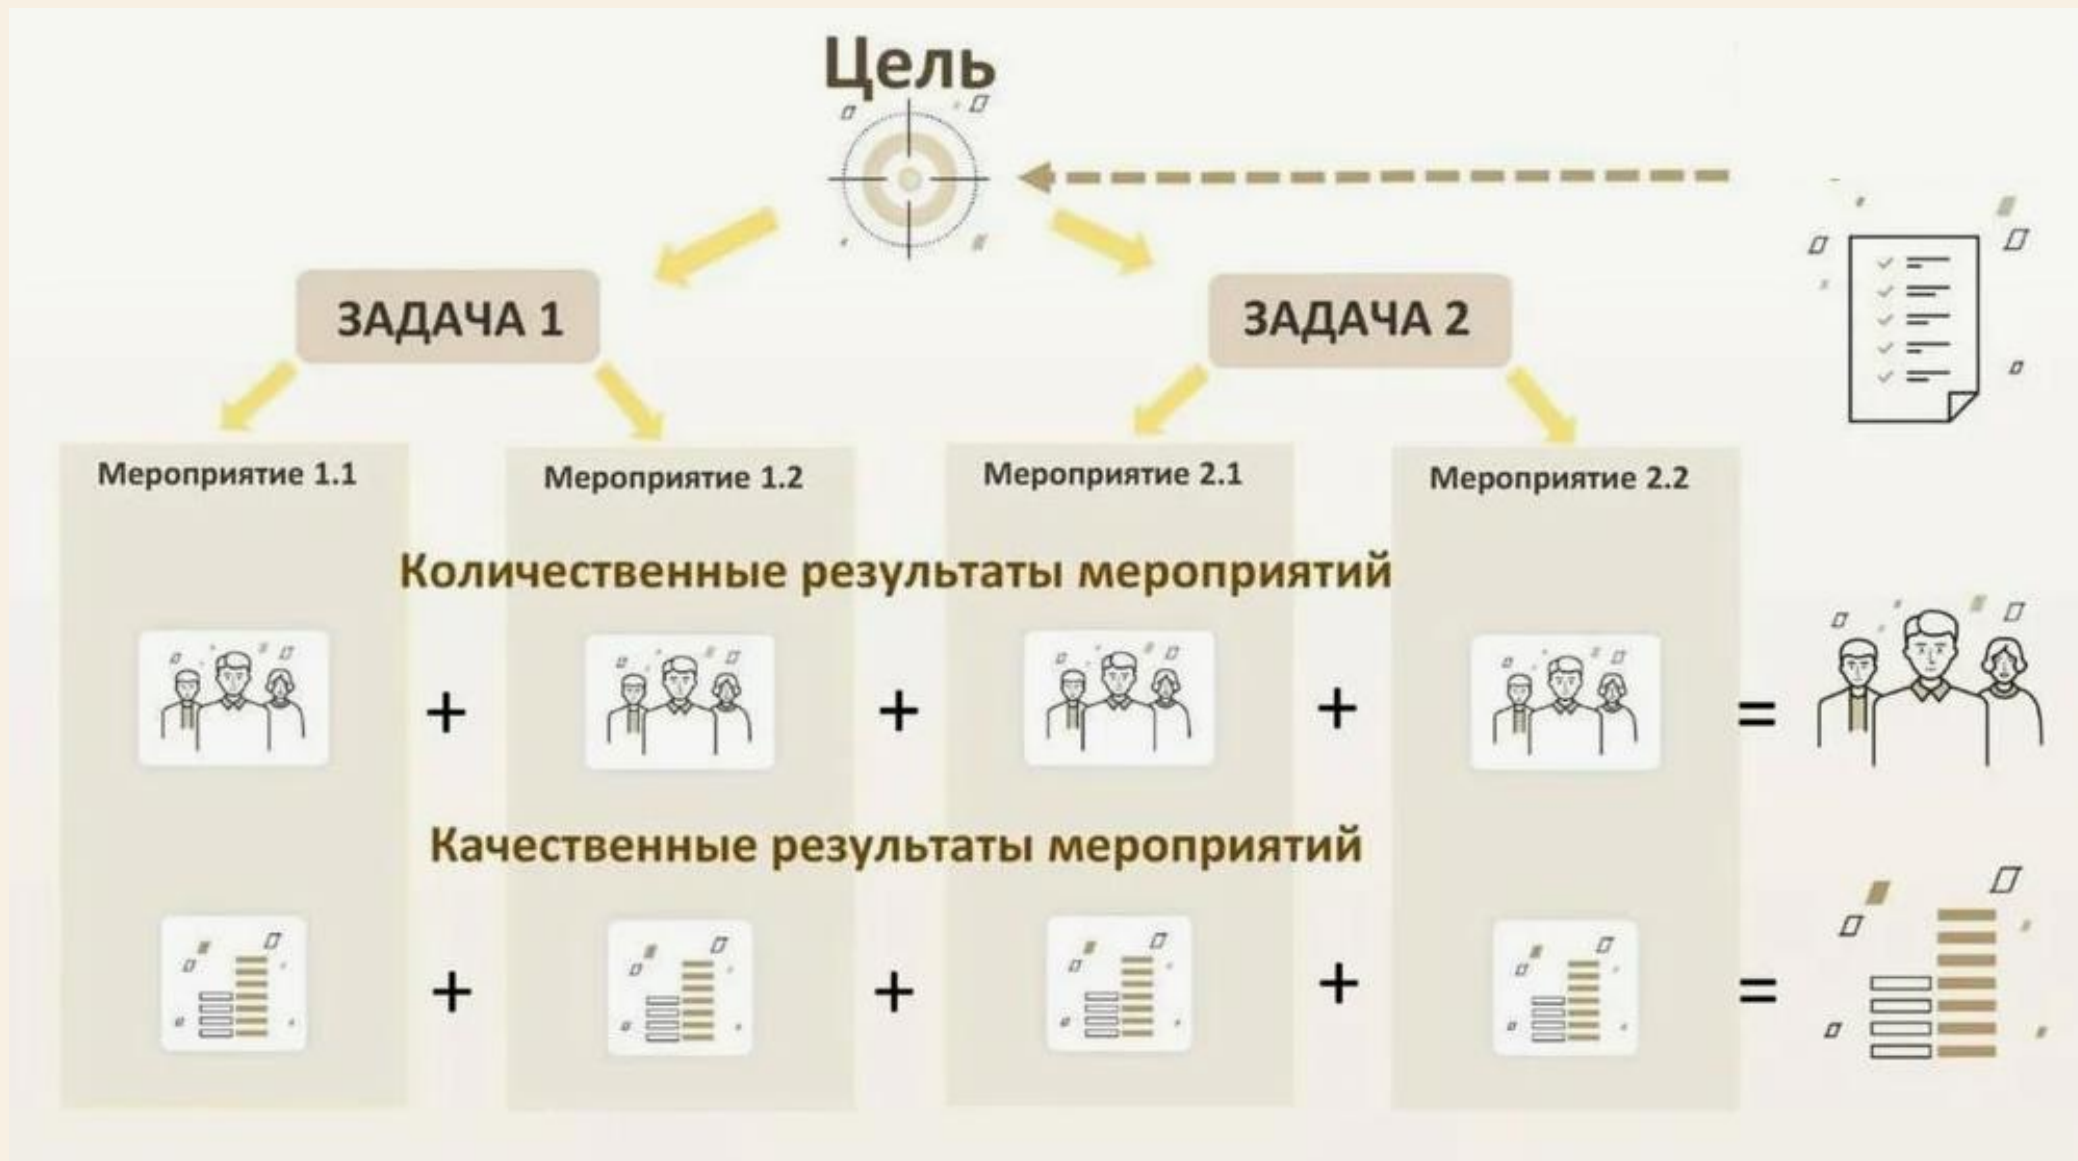 Цель
ЗАДАЧА 1
ЗАДАЧА 2
Мероприятие 1.1
Мероприятие 1.2
Мероприятие 2.1
Мероприятие 2.2
Количественные результаты мероприятий
+
+
+
=
Качественные результаты мероприятий
+
+
+
=